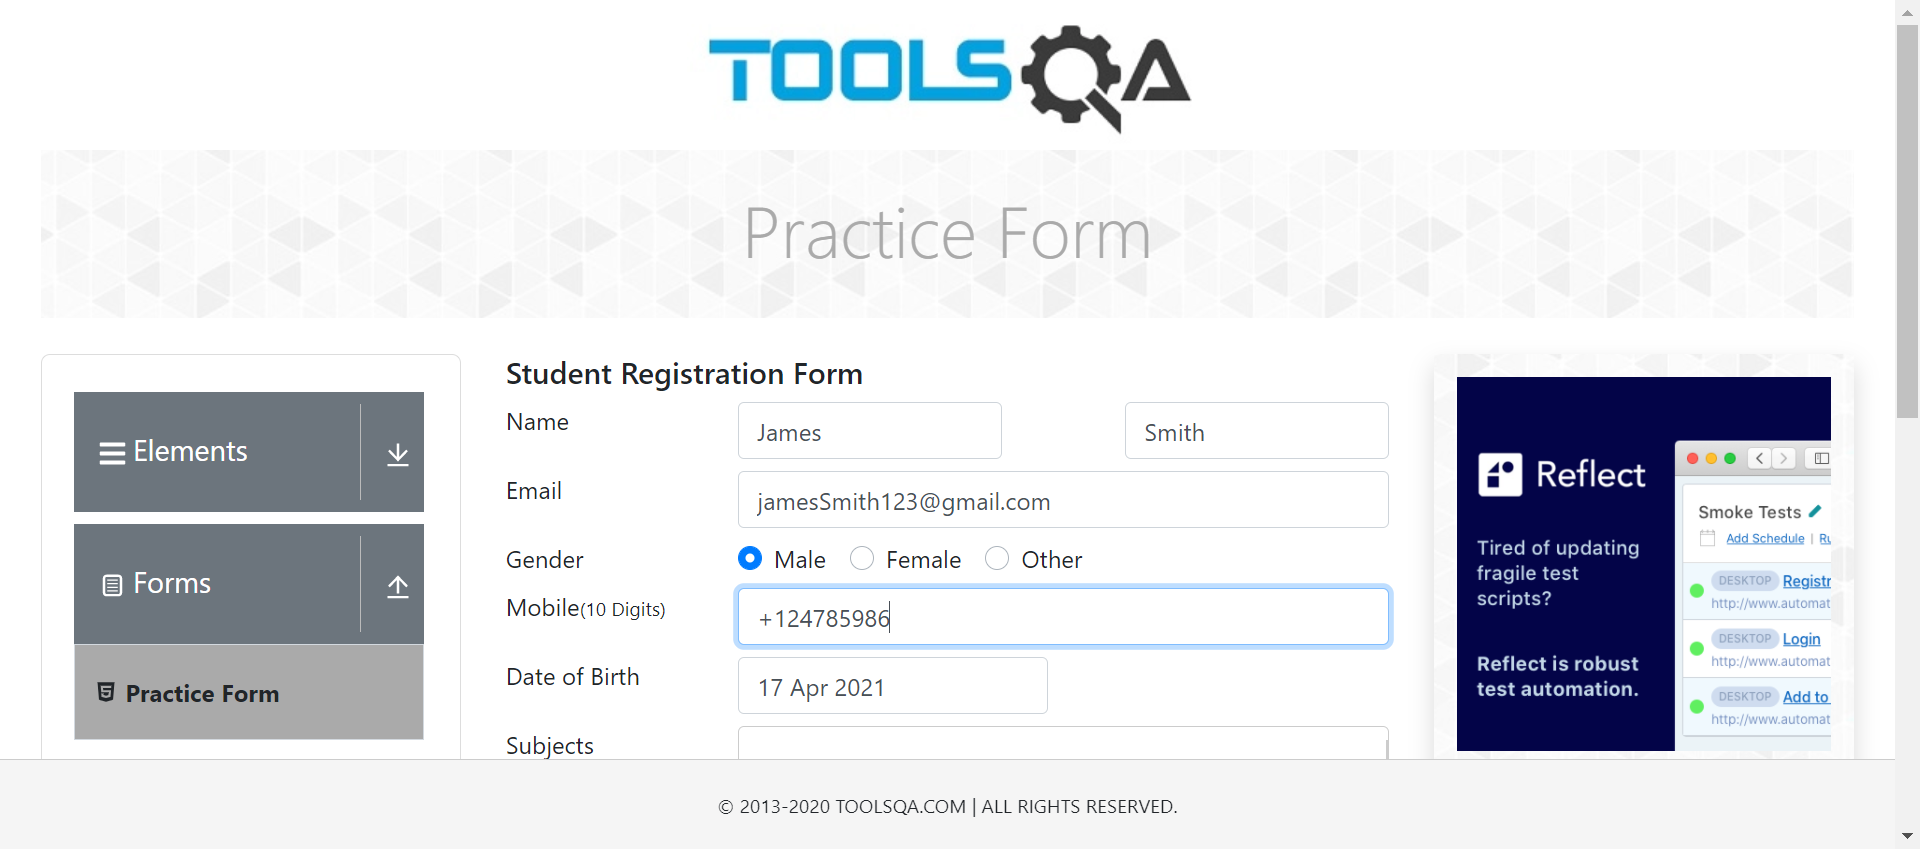 TOOLSQA
Practice Form
Elements
Forms
Practice Form
Student Registration Form
Name
James
Smith
Email
jamesSmith123@gmail.com
Gender
Male
Female
Other
Mobile(10 Digits)
+124785986
Date of Birth
17 Apr 2021
Subjects
Reflect
Tired of updating
fragile test
scripts?
Reflect is robust
test automation.
Smoke Tests
Add Schedule | Ru
DESKTOP Registr
http://www.automat
DESKTOP Login
http://www.automat
DESKTOP Add to
http://www.automat
© 2013-2020 TOOLSQA.COM | ALL RIGHTS RESERVED.